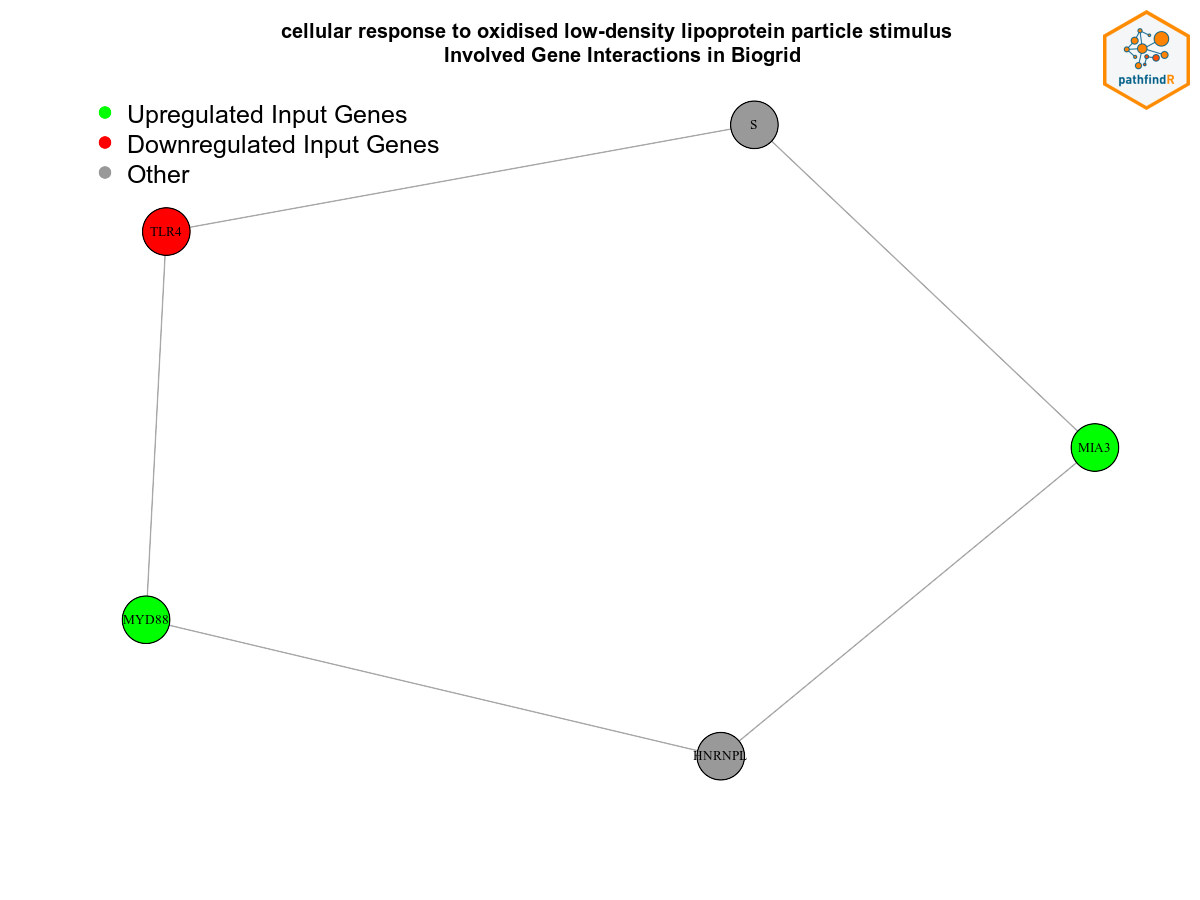 cellular response to oxidised low-density lipoprotein particle stimulus
Involved Gene Interactions in Biogrid
pathfindR
Upregulated Input Genes
Downregulated Input Genes
Other
S
TLR4
MIA3
MYD88
HNRNPL